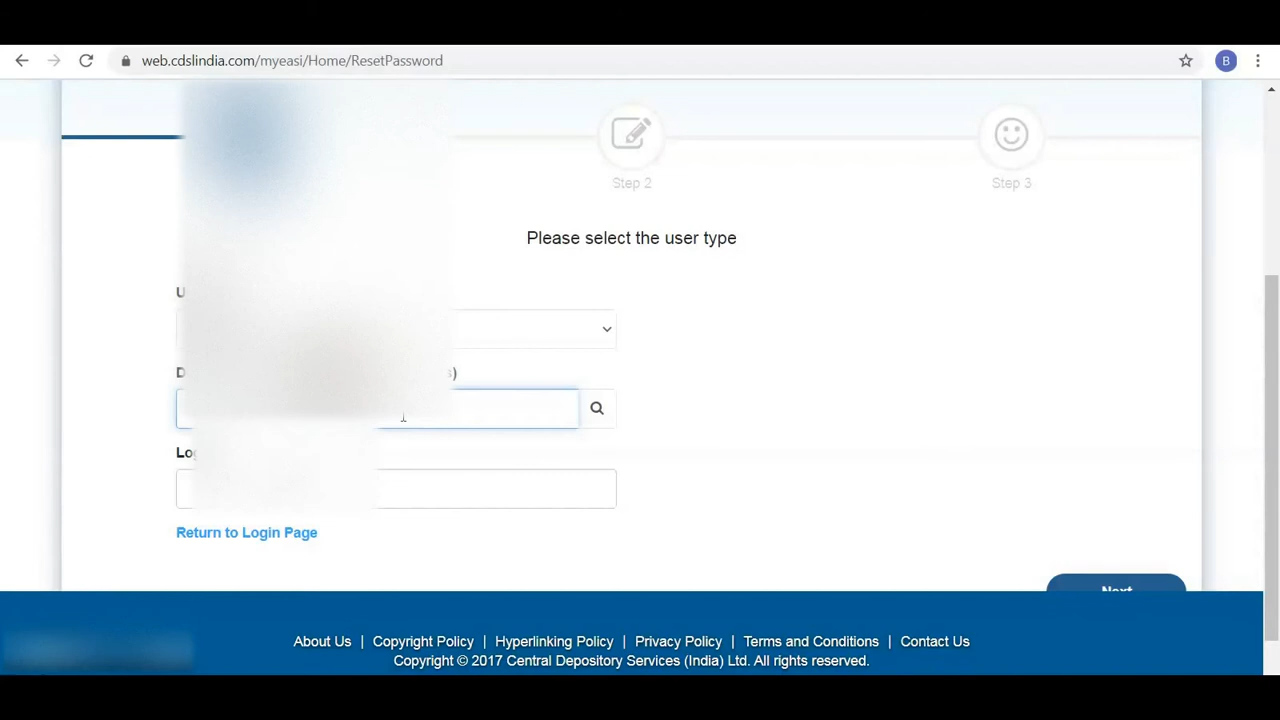 web.cdslindia.com/myeasi/Home/ResetPassword
B
Step 2
Step 3
Please select the user type
Return to Login Page
Next
About Us | Copyright Policy | Hyperlinking Policy | Privacy Policy | Terms and Conditions | Contact Us
Copyright © 2017 Central Depository Services (India) Ltd. All rights reserved.